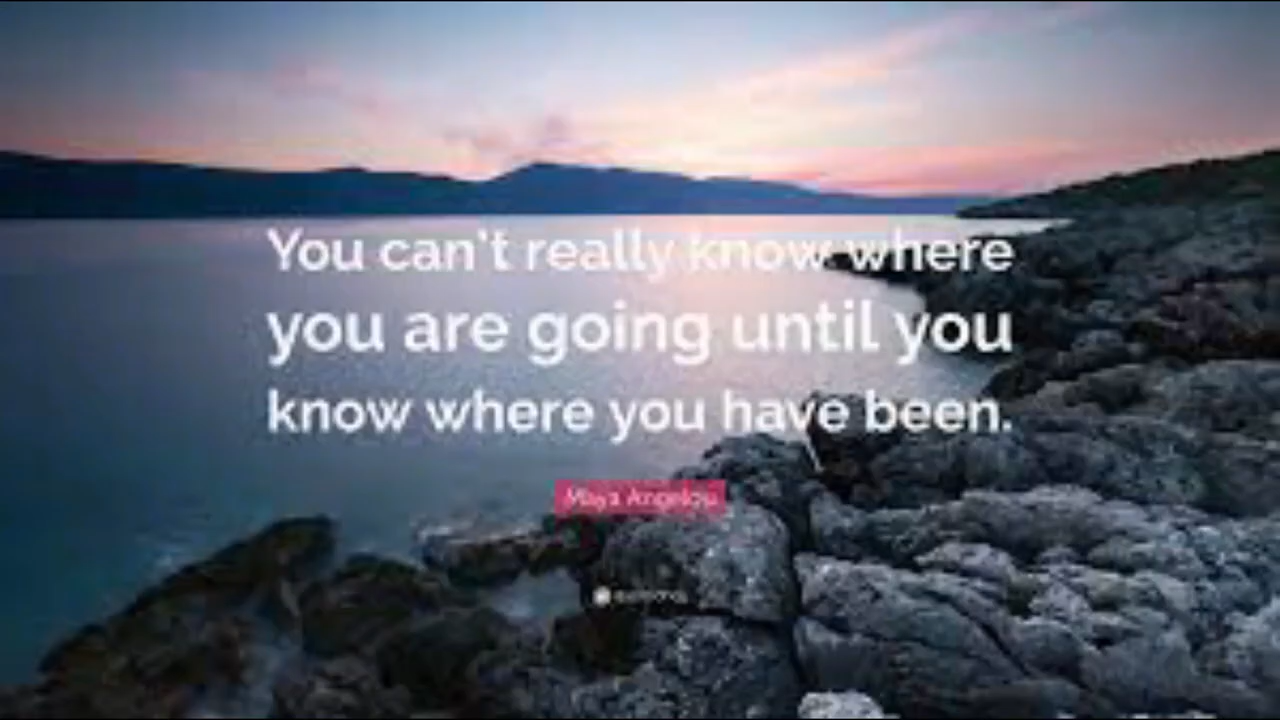 You can't really know where
you are going until you
know where you have been.
Maya Angelou